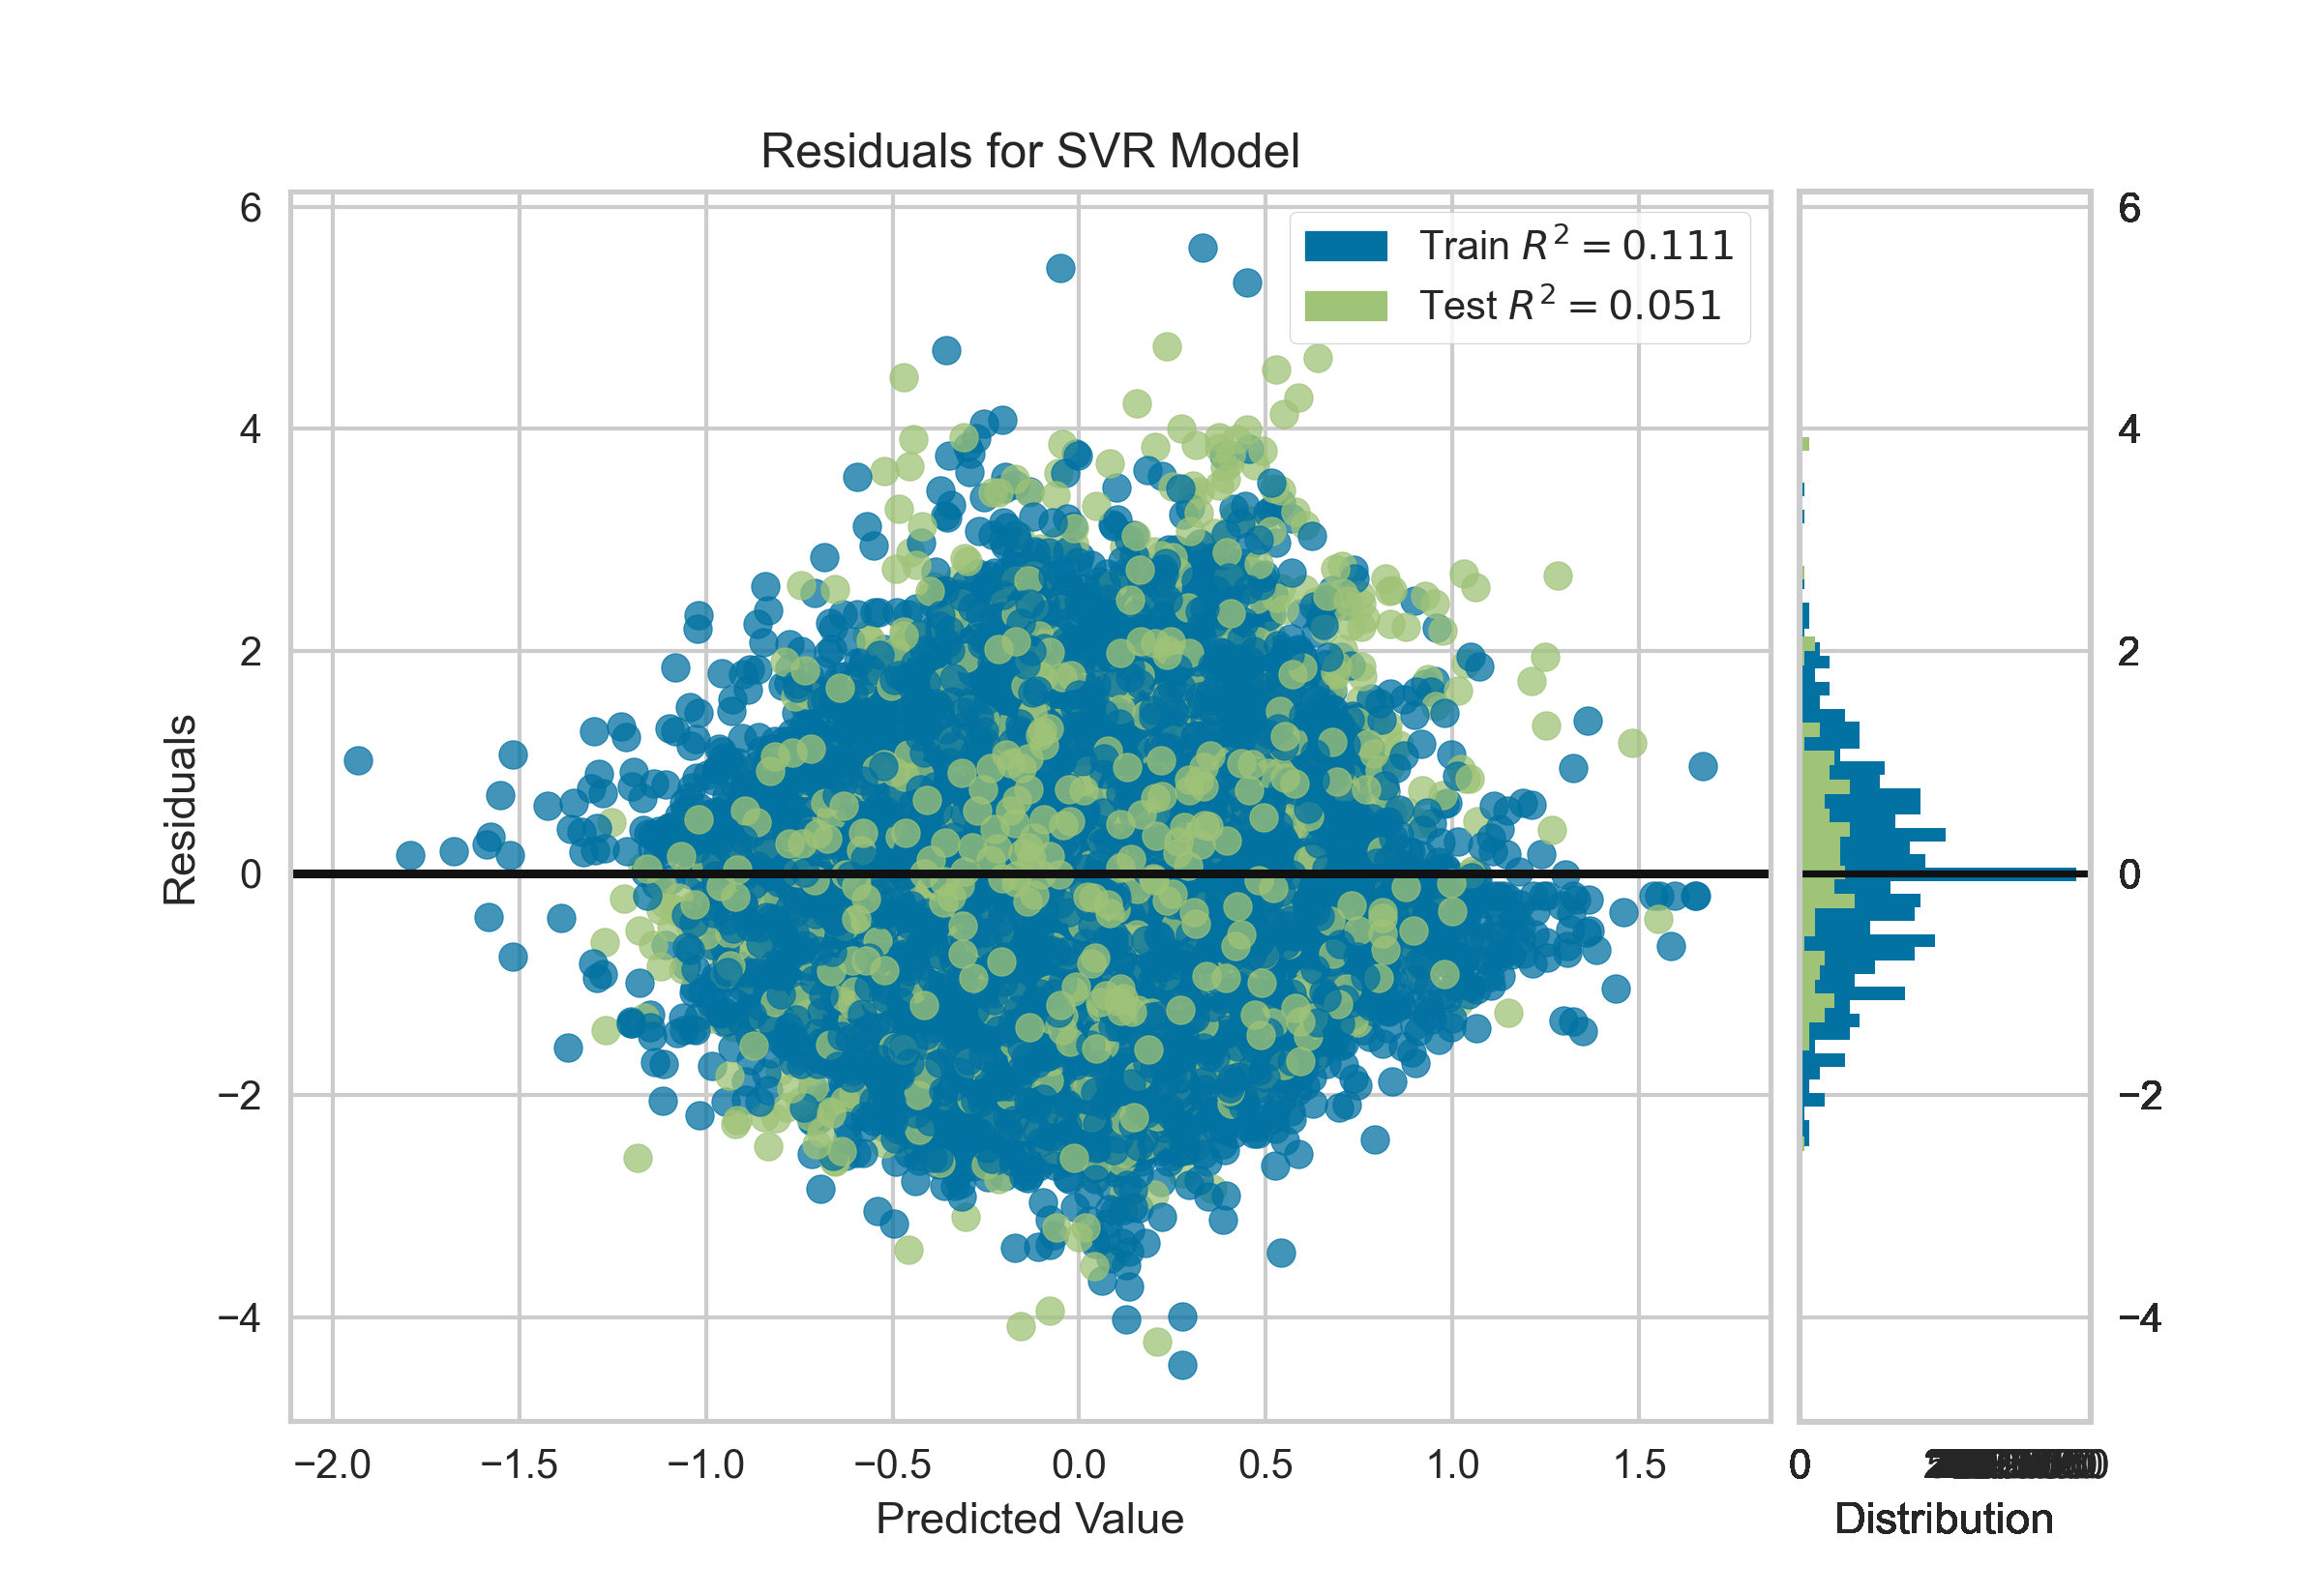 Residuals for SVR Model
6
4
2
0
−2
−4
Residuals
Train R² = 0.111
Test R² = 0.051
−2.0 −1.5 −1.0 −0.5 0.0 0.5 1.0 1.5
Predicted Value
6
4
2
0
−2
−4
0
Distribution